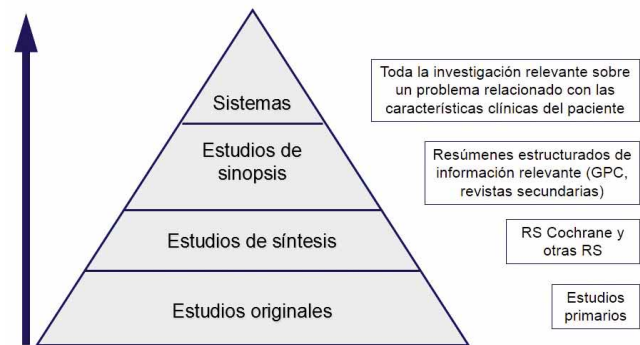 Sistemas
Toda la investigación relevante sobre
un problema relacionado con las
características clínicas del paciente
Estudios de
sinopsis
Resúmenes estructurados de
información relevante (GPC,
revistas secundarias)
Estudios de síntesis
RS Cochrane y
otras RS
Estudios originales
Estudios
primarios